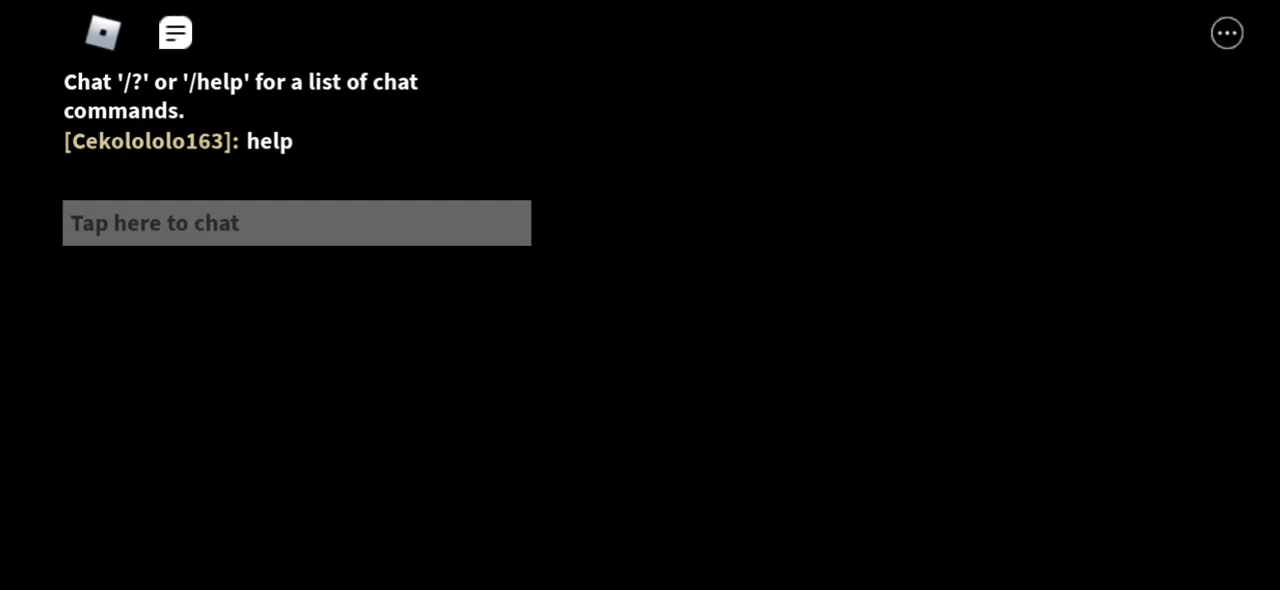 Chat '/?' or '/help' for a list of chat
commands.
[Cekolololo163]: help
Tap here to chat